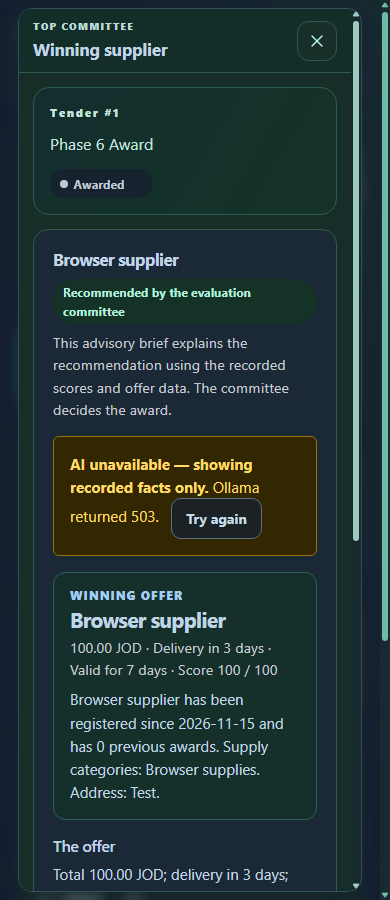 TOP COMMITTEE
Winning supplier
Tender #1
Phase 6 Award
Awarded
Browser supplier
Recommended by the evaluation
committee
This advisory brief explains the
recommendation using the recorded
scores and offer data. The committee
decides the award.
AI unavailable — showing
recorded facts only. Ollama
returned 503. Try again
WINNING OFFER
Browser supplier
100.00 JOD · Delivery in 3 days ·
Valid for 7 days · Score 100 / 100
Browser supplier has been
registered since 2026-11-15 and
has 0 previous awards. Supply
categories: Browser supplies.
Address: Test.
The offer
Total 100.00 JOD; delivery in 3 days;